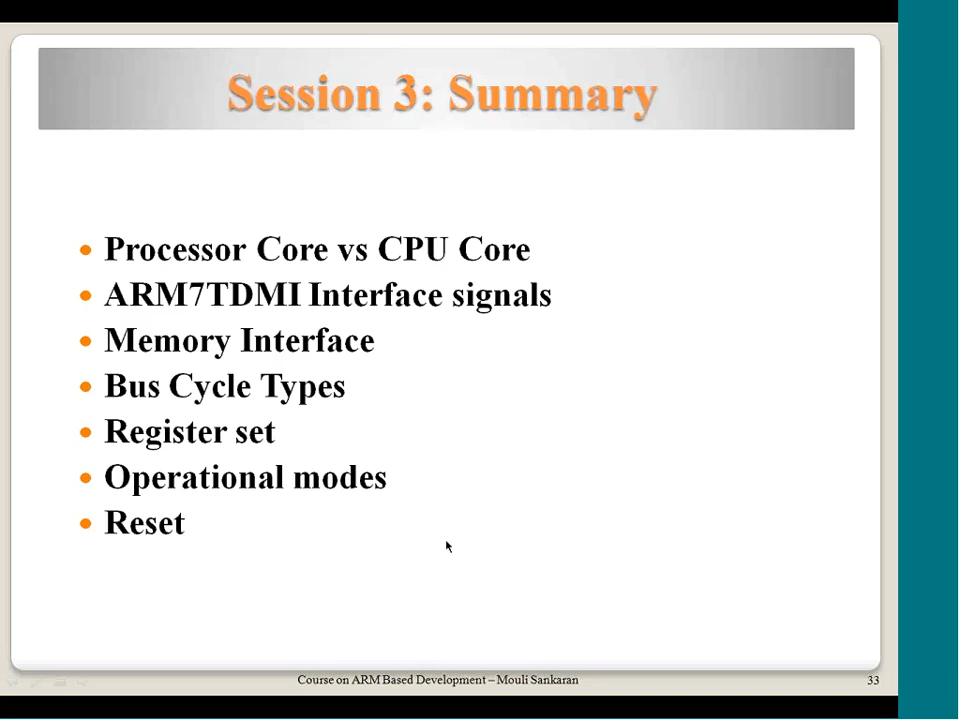 Session 3: Summary
• Processor Core vs CPU Core
• ARM7TDMI Interface signals
• Memory Interface
• Bus Cycle Types
• Register set
• Operational modes
• Reset
Course on ARM Based Development – Mouli Sankaran
33